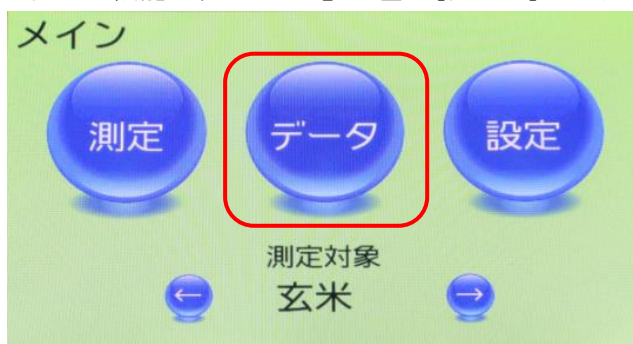 メイン
測定 データ 設定
測定対象
← 玄米 →